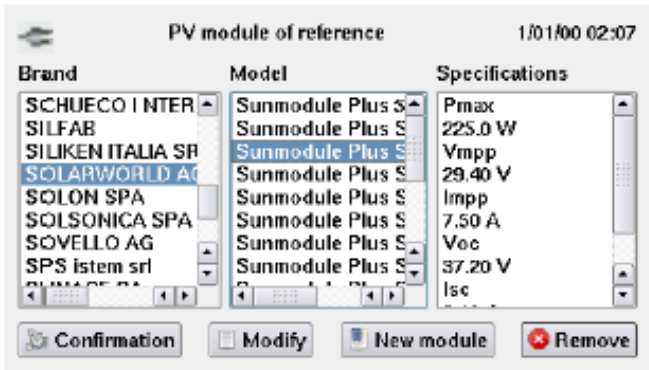 PV module of reference
1/01/00 02:07
Brand
Model
Specifications
SCHUECO I NTER
SILFAB
SILIKEN ITALIA SR
SOLARWORLD AG
SOLON SPA
SOLSONICA SPA
SOVELLO AG
SPS istem srl
Sunmodule Plus S
Sunmodule Plus S
Sunmodule Plus S
Sunmodule Plus S
Sunmodule Plus S
Sunmodule Plus S
Sunmodule Plus S
Sunmodule Plus S
Pmax
225.0 W
Vmpp
29.40 V
Impp
7.50 A
Voc
37.20 V
Isc
Confirmation
Modify
New module
Remove